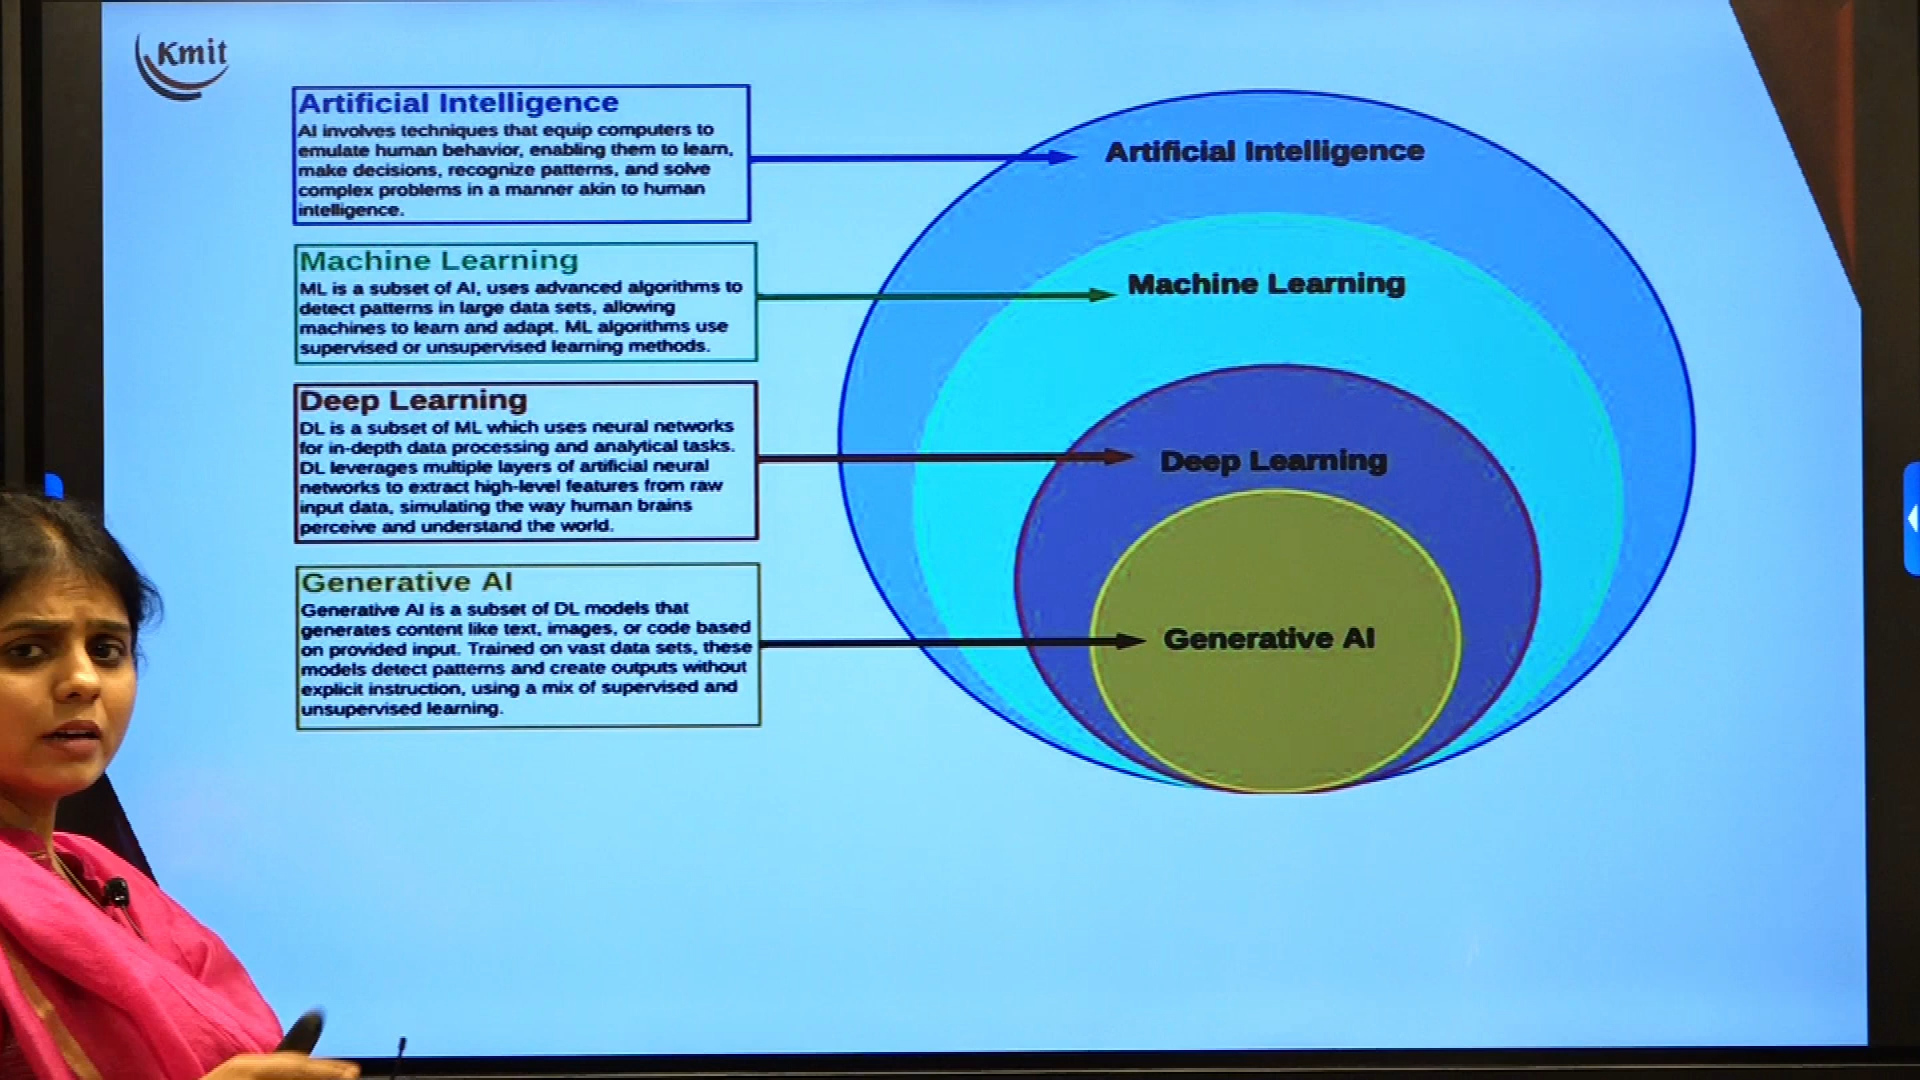 Kmit
Artificial Intelligence
AI involves techniques that equip computers to
emulate human behavior, enabling them to learn,
make decisions, recognize patterns, and solve
complex problems in a manner akin to human
intelligence.
Machine Learning
ML is a subset of AI, uses advanced algorithms to
detect patterns in large data sets, allowing
machines to learn and adapt. ML algorithms use
supervised or unsupervised learning methods.
Deep Learning
DL is a subset of ML which uses neural networks
for in-depth data processing and analytical tasks.
DL leverages multiple layers of artificial neural
networks to extract high-level features from raw
input data, simulating the way human brains
perceive and understand the world.
Generative AI
Generative AI is a subset of DL models that
generates content like text, images, or code based
on provided input. Trained on vast data sets, these
models detect patterns and create outputs without
explicit instruction, using a mix of supervised and
unsupervised learning.
Artificial Intelligence
Machine Learning
Deep Learning
Generative AI